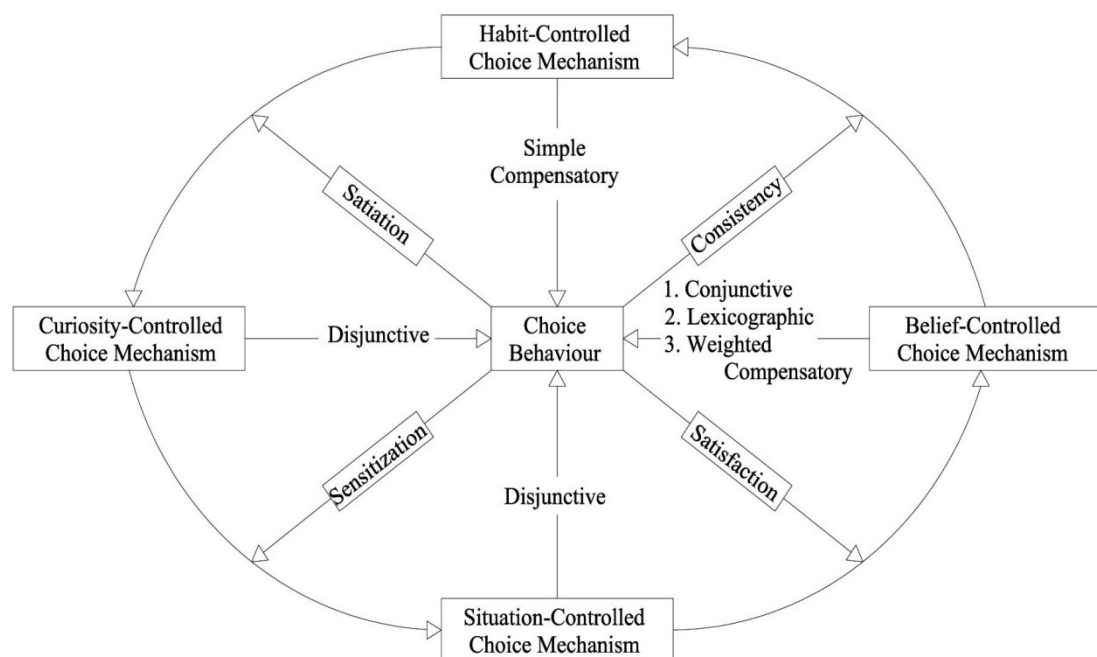 Habit-Controlled
Choice Mechanism
Simple
Compensatory
Satiation
Consistency
Curiosity-Controlled
Choice Mechanism
Disjunctive
Choice
Behaviour
1. Conjunctive
2. Lexicographic
3. Weighted
Compensatory
Belief-Controlled
Choice Mechanism
Sensitization
Disjunctive
Satisfaction
Situation-Controlled
Choice Mechanism